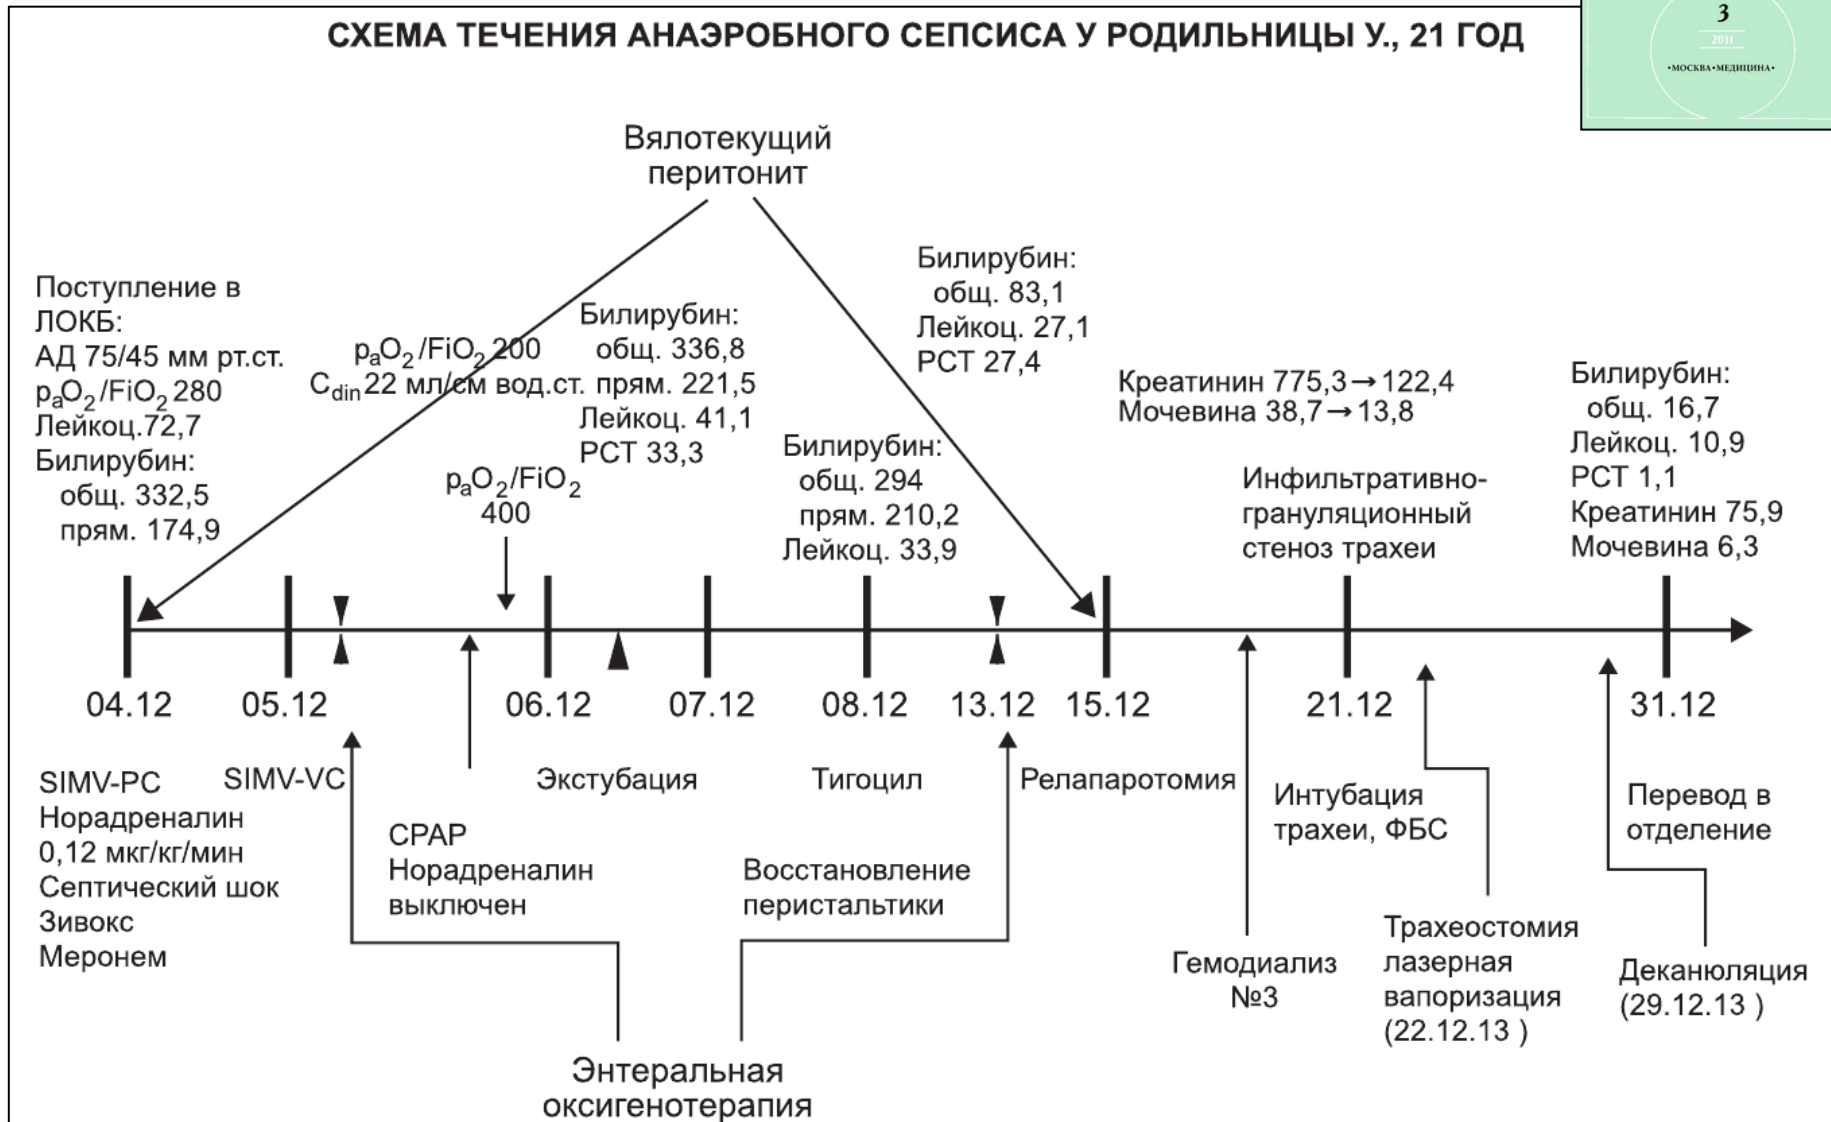 СХЕМА ТЕЧЕНИЯ АНАЭРОБНОГО СЕПСИСА У РОДИЛЬНИЦЫ У., 21 ГОД
3
2011
•МОСКВА•МЕДИЦИНА•
Вялотекущий
перитонит
Поступление в
ЛОКБ:
АД 75/45 мм рт.ст.
paO2/FiO2 280
Лейкоц.72,7
Билирубин:
общ. 332,5
прям. 174,9
paO2/FiO2 200
Cdin 22 мл/см вод.ст.
paO2/FiO2
400
Билирубин:
общ. 336,8
прям. 221,5
Лейкоц. 41,1
РСТ 33,3
Билирубин:
общ. 294
прям. 210,2
Лейкоц. 33,9
Билирубин:
общ. 83,1
Лейкоц. 27,1
РСТ 27,4
Креатинин 775,3→122,4
Мочевина 38,7→13,8
Инфильтративно-
грануляционный
стеноз трахеи
Билирубин:
общ. 16,7
Лейкоц. 10,9
РСТ 1,1
Креатинин 75,9
Мочевина 6,3
04.12
05.12
06.12
07.12
08.12
13.12
15.12
21.12
31.12
SIMV-PC
Норадреналин
0,12 мкг/кг/мин
Септический шок
Зивокс
Меронем
SIMV-VC
CPAP
Норадреналин
выключен
Экстубация
Тигоцил
Восстановление
перистальтики
Релапаротомия
Гемодиализ
№3
Интубация
трахеи, ФБС
Трахеостомия
лазерная
вапоризация
(22.12.13 )
Перевод в
отделение
Деканюляция
(29.12.13 )
Энтеральная
оксигенотерапия